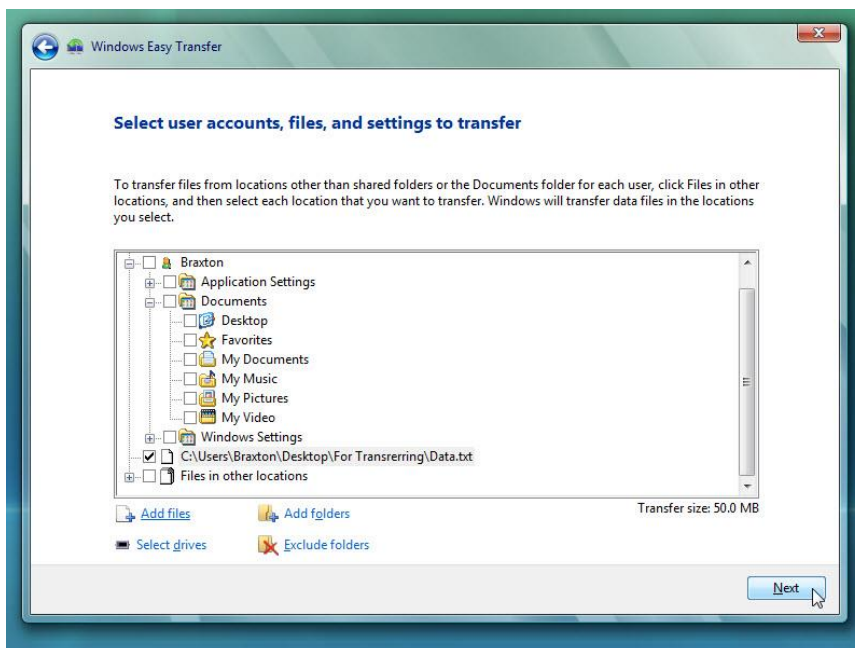 Windows Easy Transfer
Select user accounts, files, and settings to transfer
To transfer files from locations other than shared folders or the Documents folder for each user, click Files in other
locations, and then select each location that you want to transfer. Windows will transfer data files in the locations
you select.
Braxton
Application Settings
Documents
Desktop
Favorites
My Documents
My Music
My Pictures
My Video
Windows Settings
C:\Users\Braxton\Desktop\For Transrerring\Data.txt
Files in other locations
Add files
Add folders
Transfer size: 50.0 MB
Select drives
Exclude folders
Next